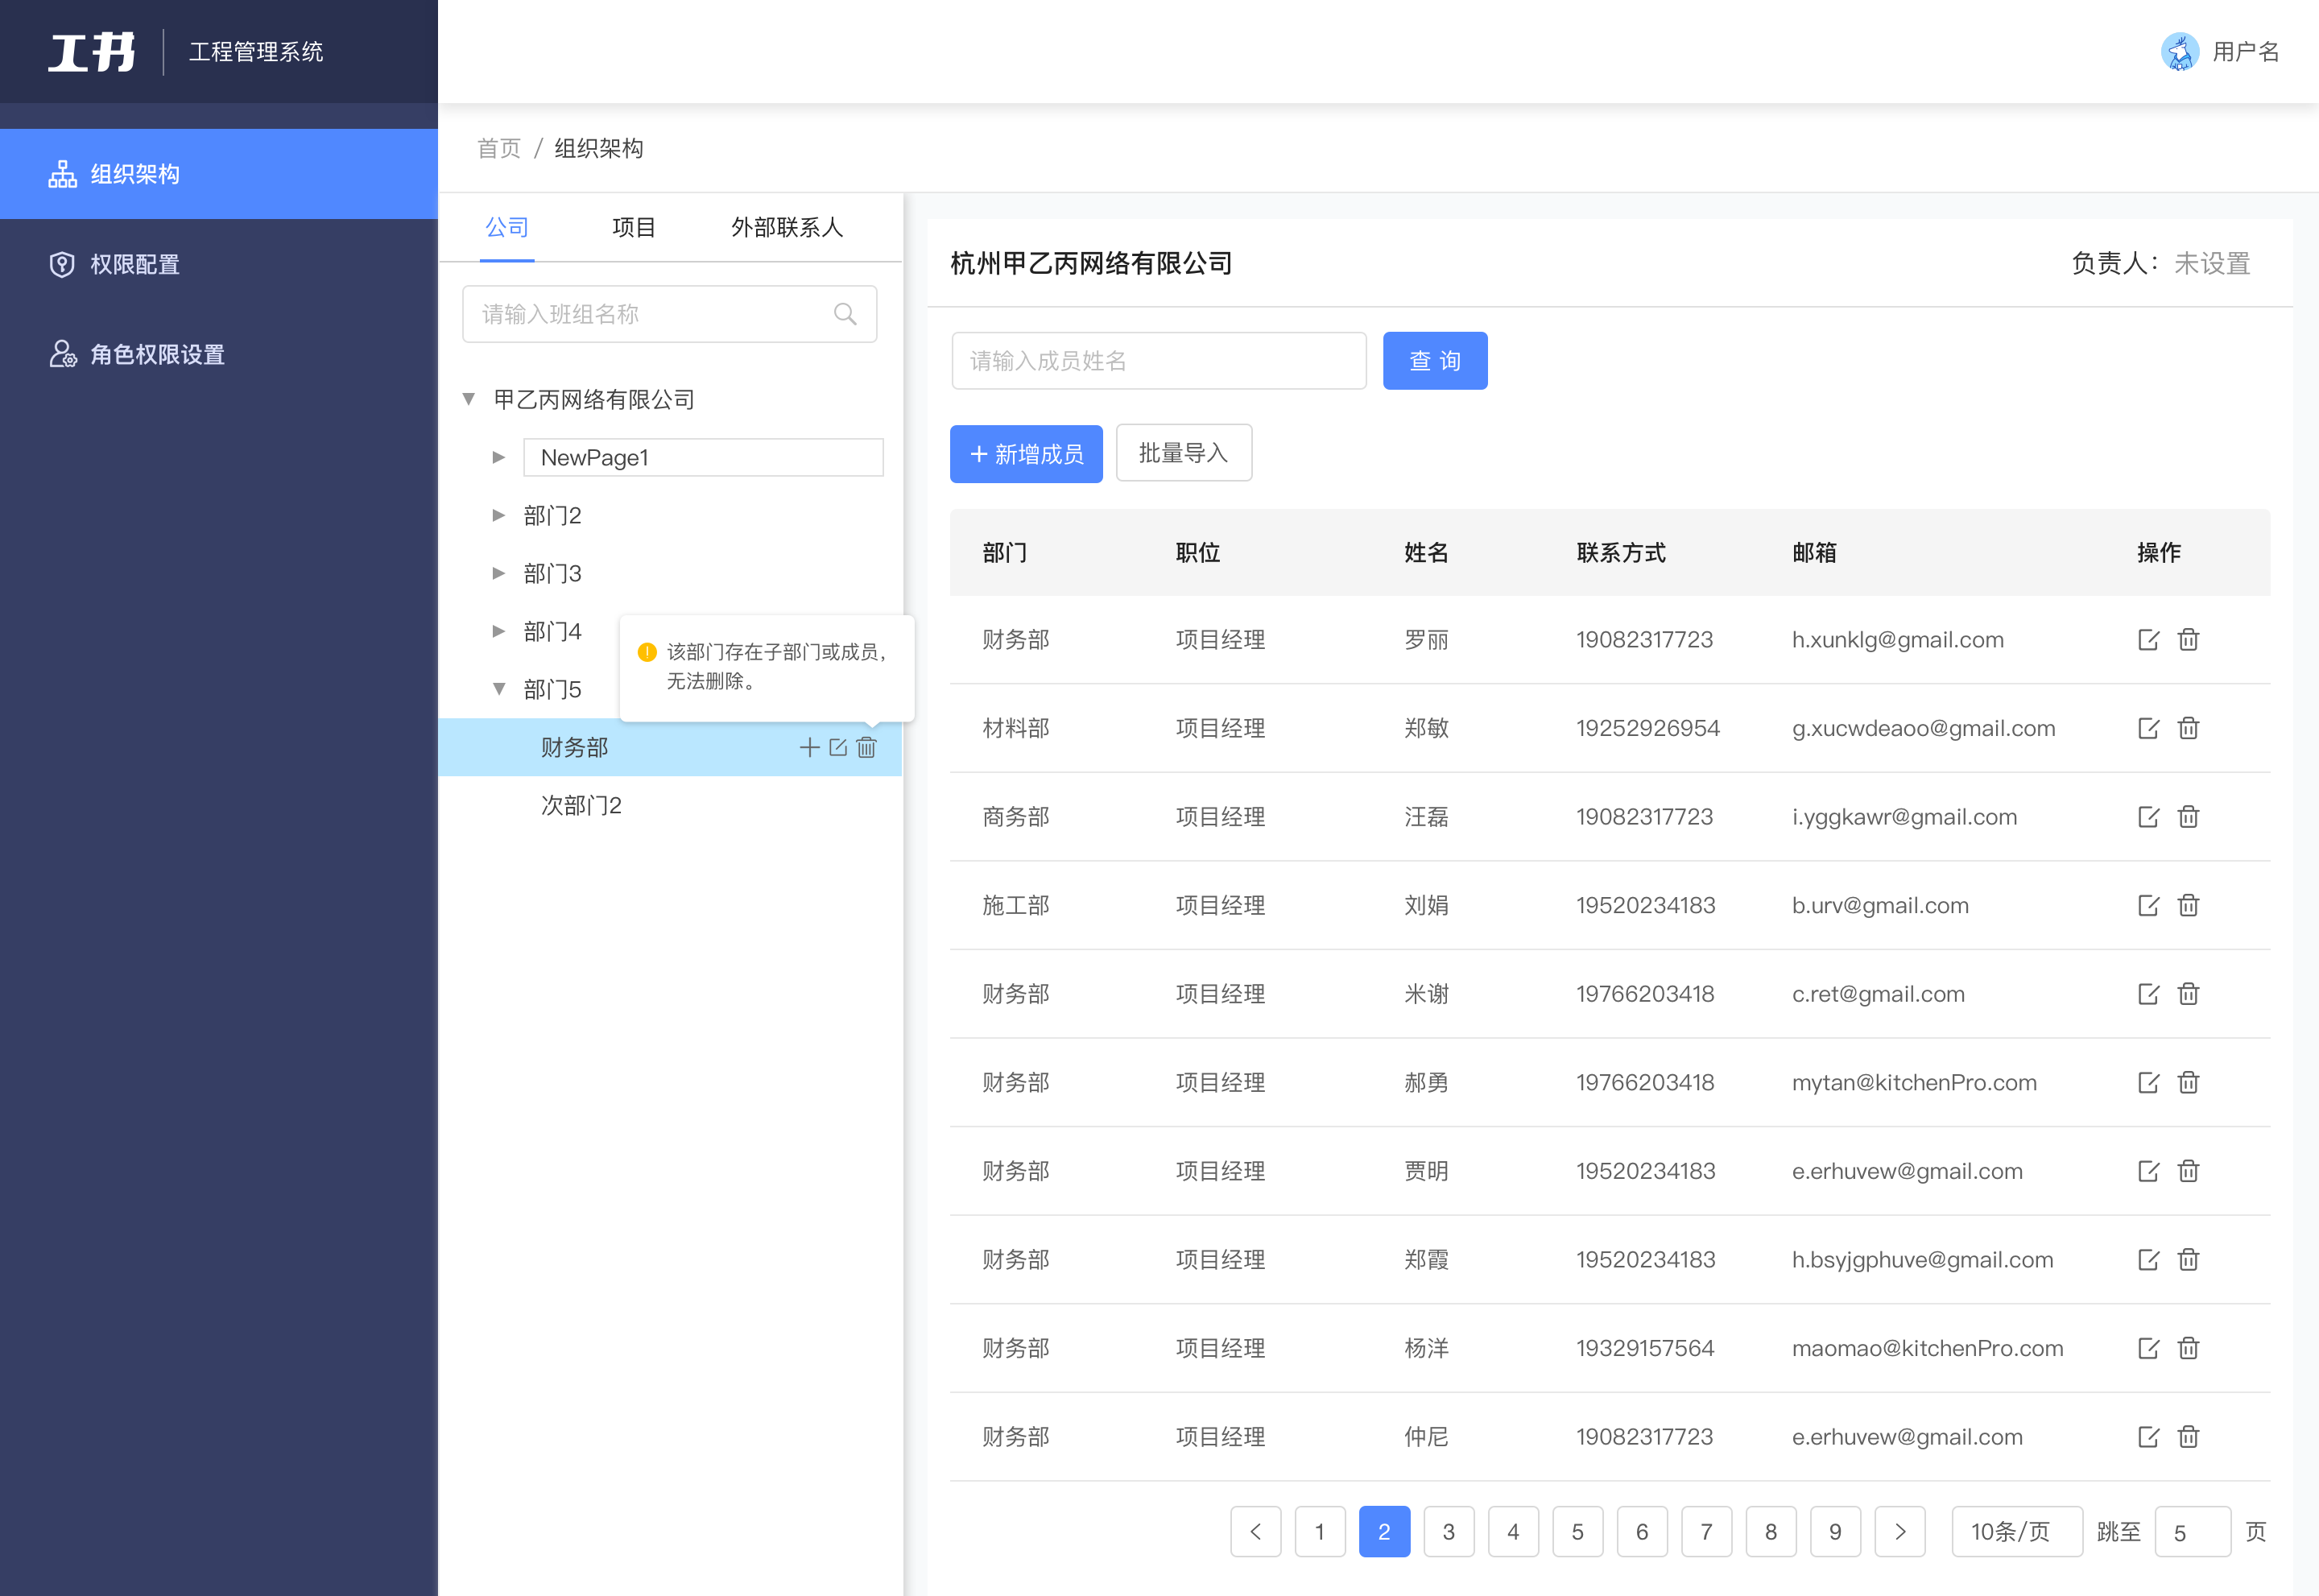 工书
工程管理系统
用户名
组织架构
权限配置
角色权限设置
首页 / 组织架构
公司 项目 外部联系人
请输入班组名称
甲乙丙网络有限公司
NewPage1
部门2
部门3
部门4
部门5
该部门存在子部门或成员，
无法删除。
财务部
次部门2
杭州甲乙丙网络有限公司 负责人： 未设置
请输入成员姓名 查 询
新增成员 批量导入
部门 职位 姓名 联系方式 邮箱 操作
财务部 项目经理 罗丽 19082317723 h.xunklg@gmail.com
材料部 项目经理 郑敏 19252926954 g.xucwdeaoo@gmail.com
商务部 项目经理 汪磊 19082317723 i.yggkawr@gmail.com
施工部 项目经理 刘娟 19520234183 b.urv@gmail.com
财务部 项目经理 米谢 19766203418 c.ret@gmail.com
财务部 项目经理 郝勇 19766203418 mytan@kitchenPro.com
财务部 项目经理 贾明 19520234183 e.erhuvew@gmail.com
财务部 项目经理 郑霞 19520234183 h.bsyjgphuve@gmail.com
财务部 项目经理 杨洋 19329157564 maomao@kitchenPro.com
财务部 项目经理 仲尼 19082317723 e.erhuvew@gmail.com
1 2 3 4 5 6 7 8 9 10条/页 跳至 5 页